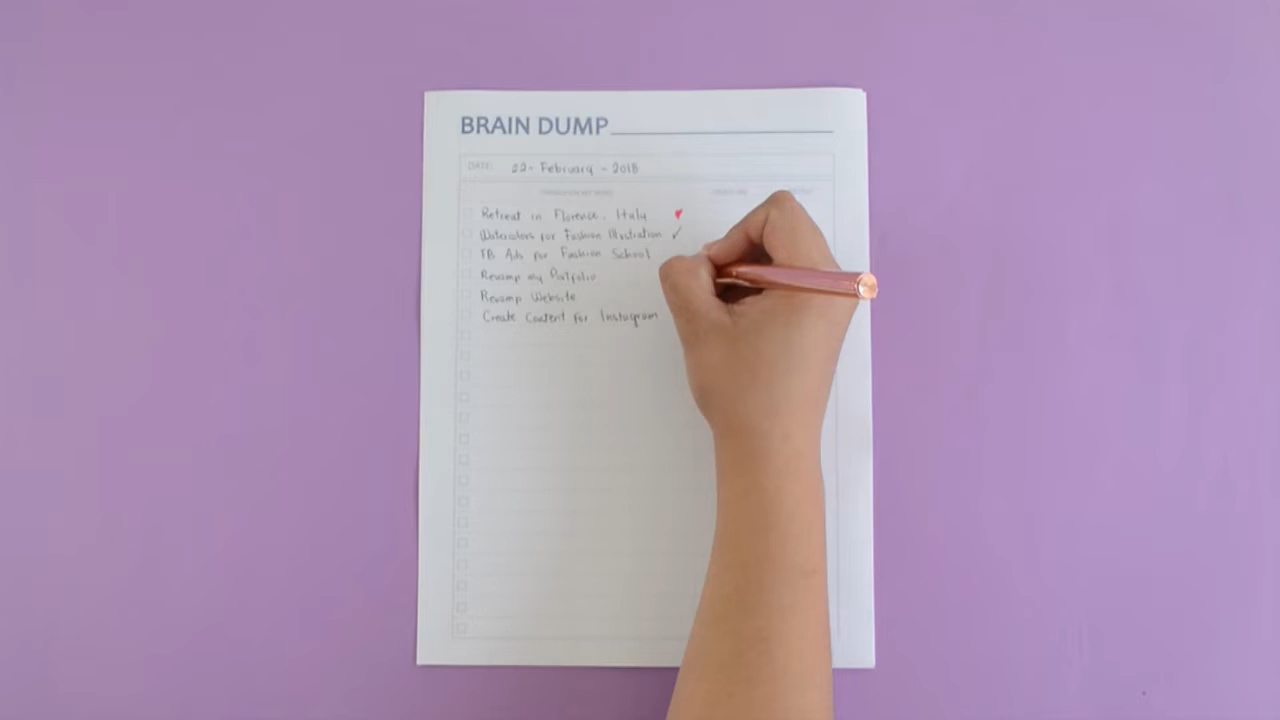 BRAIN DUMP
DATE: 22- February - 2018
Retreat in Florence, Italy
Watercolors for Fashion Illustration ✓
FB Ads for Fashion School
Revamp my Portfolio
Revamp Website
Create Content for Instagram